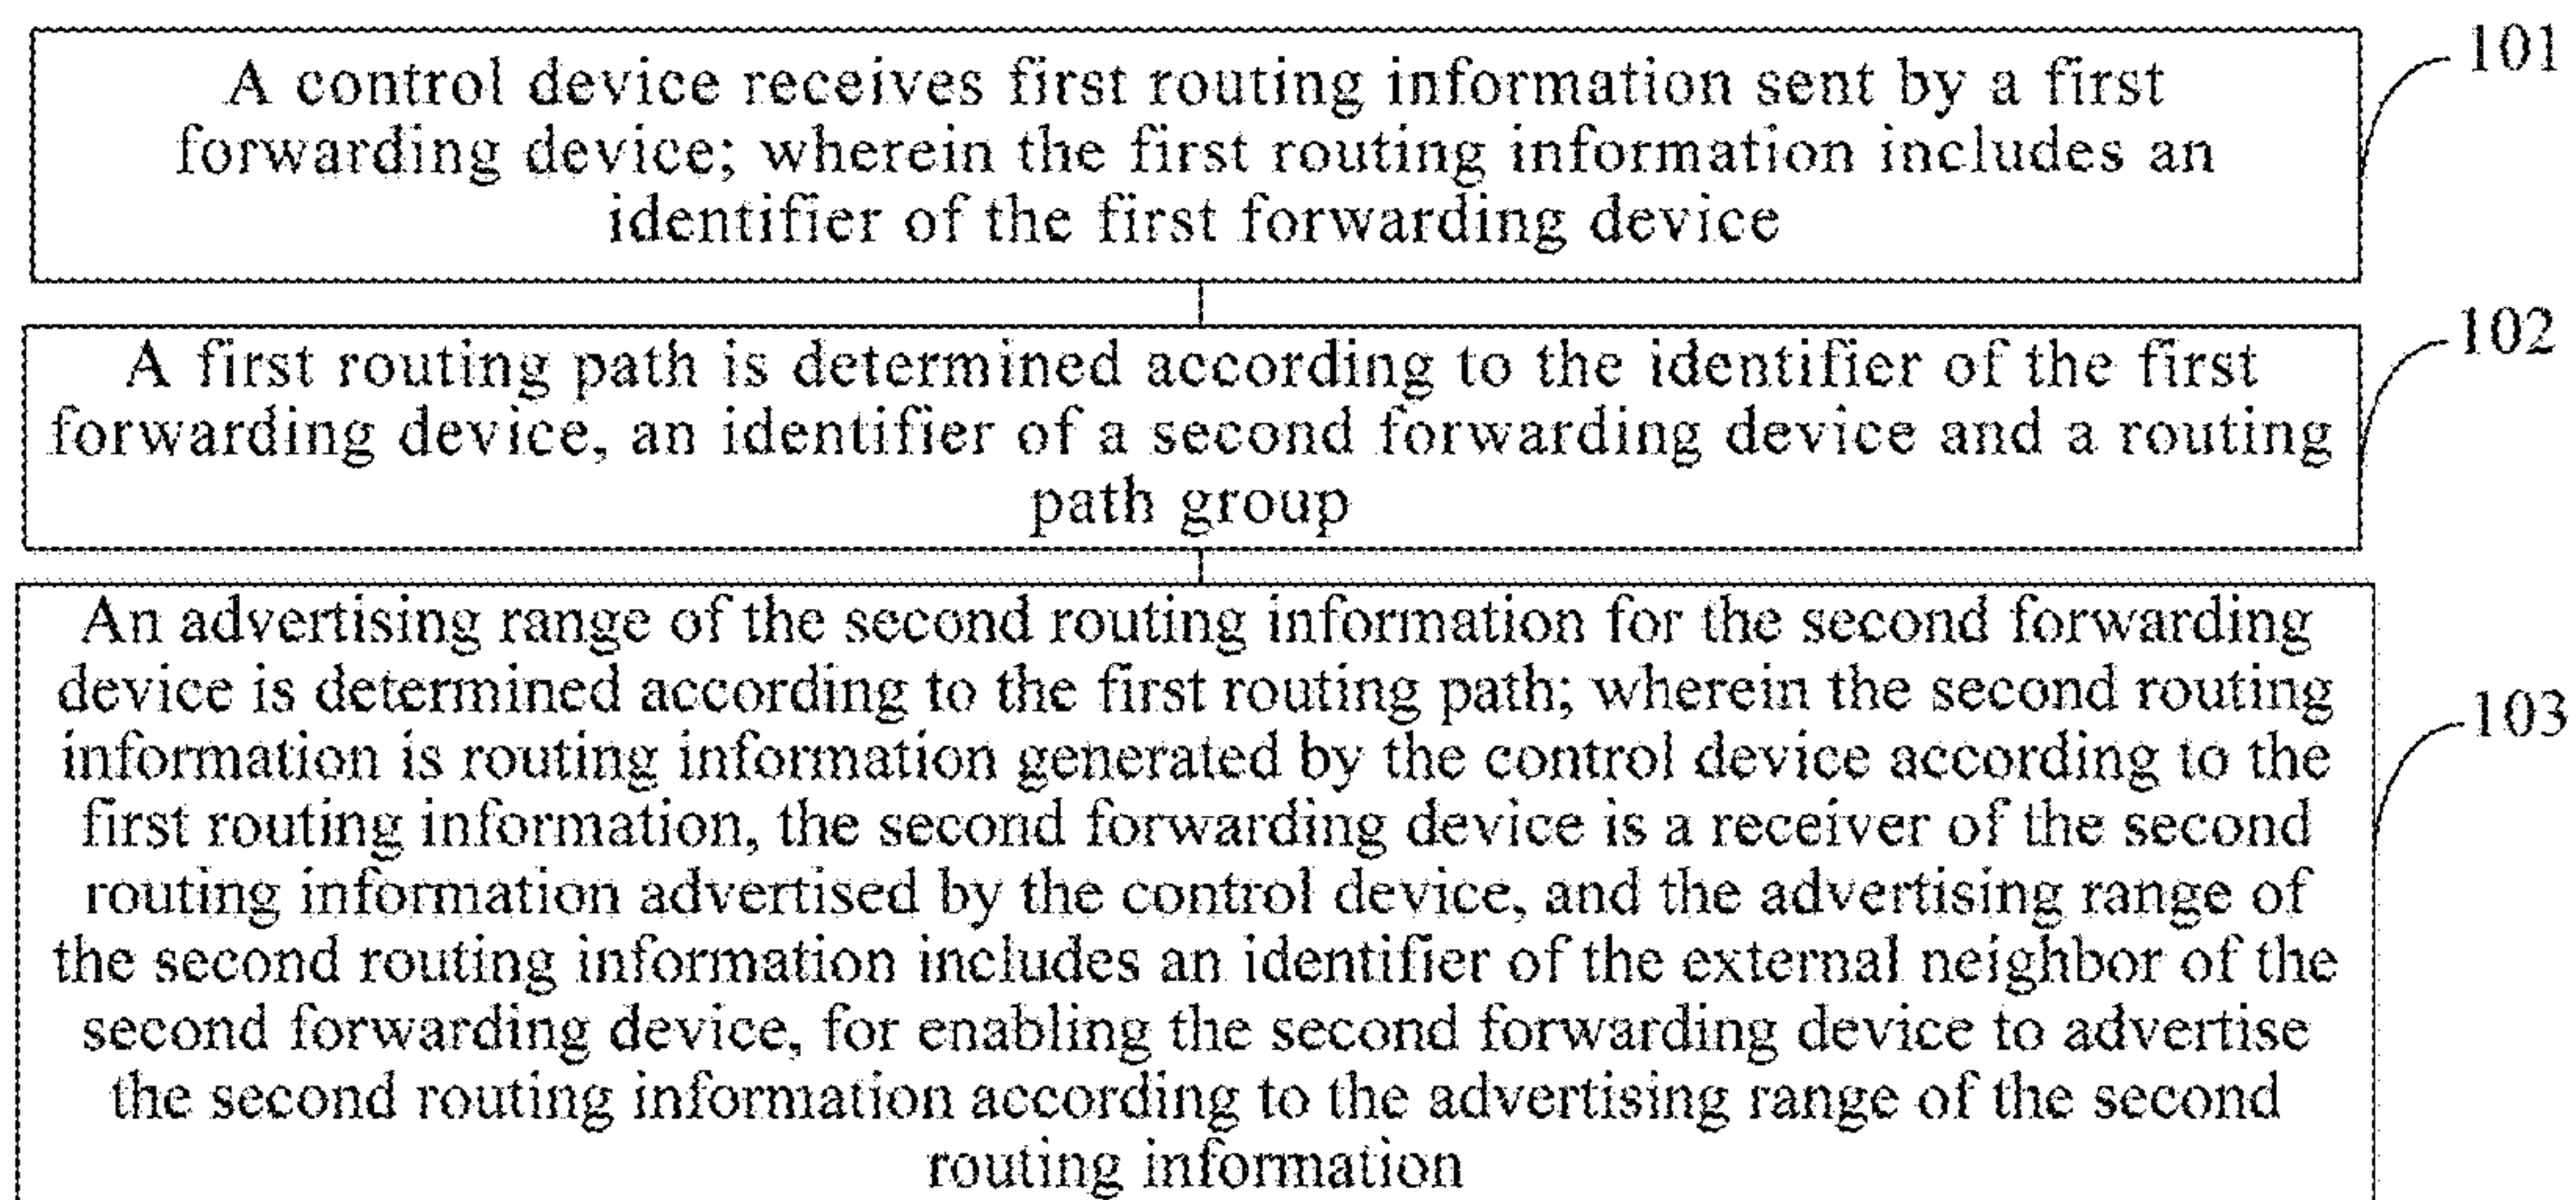 A control device receives first routing information sent by a first
forwarding device; wherein the first routing information includes an
identifier of the first forwarding device
101
A first routing path is determined according to the identifier of the first
forwarding device, an identifier of a second forwarding device and a routing
path group
102
An advertising range of the second routing information for the second forwarding
device is determined according to the first routing path; wherein the second routing
information is routing information generated by the control device according to the
first routing information, the second forwarding device is a receiver of the second
routing information advertised by the control device, and the advertising range of
the second routing information includes an identifier of the external neighbor of the
second forwarding device, for enabling the second forwarding device to advertise
the second routing information according to the advertising range of the second
routing information
103